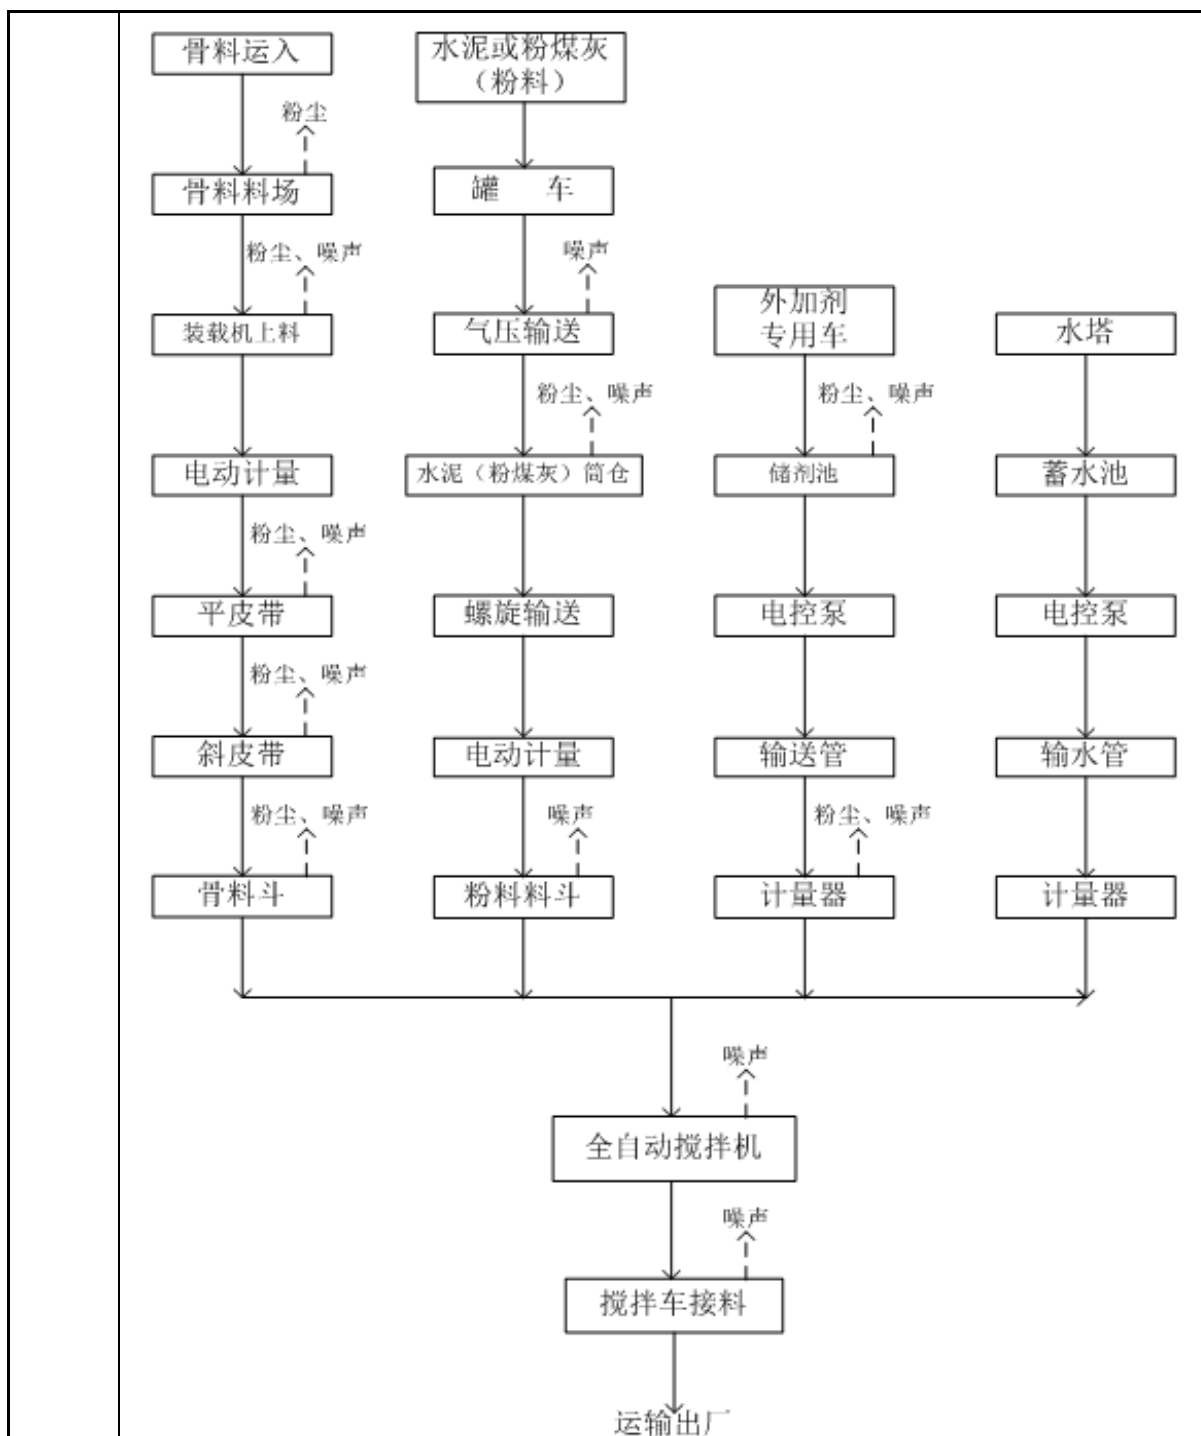 骨料运入
水泥或粉煤灰
（粉料）
粉尘
骨料料场
罐 车
粉尘、噪声
噪声
装载机上料
气压输送
外加剂
专用车
水塔
粉尘、噪声
粉尘、噪声
电动计量
水泥（粉煤灰）筒仓
储剂池
蓄水池
粉尘、噪声
平皮带
螺旋输送
电控泵
电控泵
粉尘、噪声
斜皮带
电动计量
输送管
输水管
粉尘、噪声
噪声
粉尘、噪声
骨料斗
粉料料斗
计量器
计量器
噪声
全自动搅拌机
噪声
搅拌车接料
运输出厂